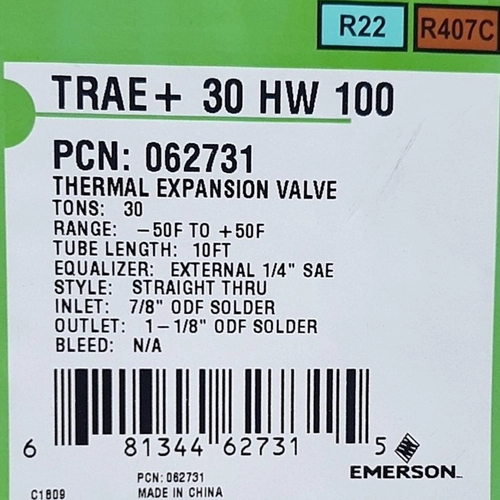 R22 R407C
TRAE+ 30 HW 100
PCN: 062731
THERMAL EXPANSION VALVE
TONS: 30
RANGE: -50F TO +50F
TUBE LENGTH: 10FT
EQUALIZER: EXTERNAL 1/4" SAE
STYLE: STRAIGHT THRU
INLET: 7/8" ODF SOLDER
OUTLET: 1-1/8" ODF SOLDER
BLEED: N/A
6 81344 62731 5
EMERSON™
PCN: 062731
C1809 MADE IN CHINA